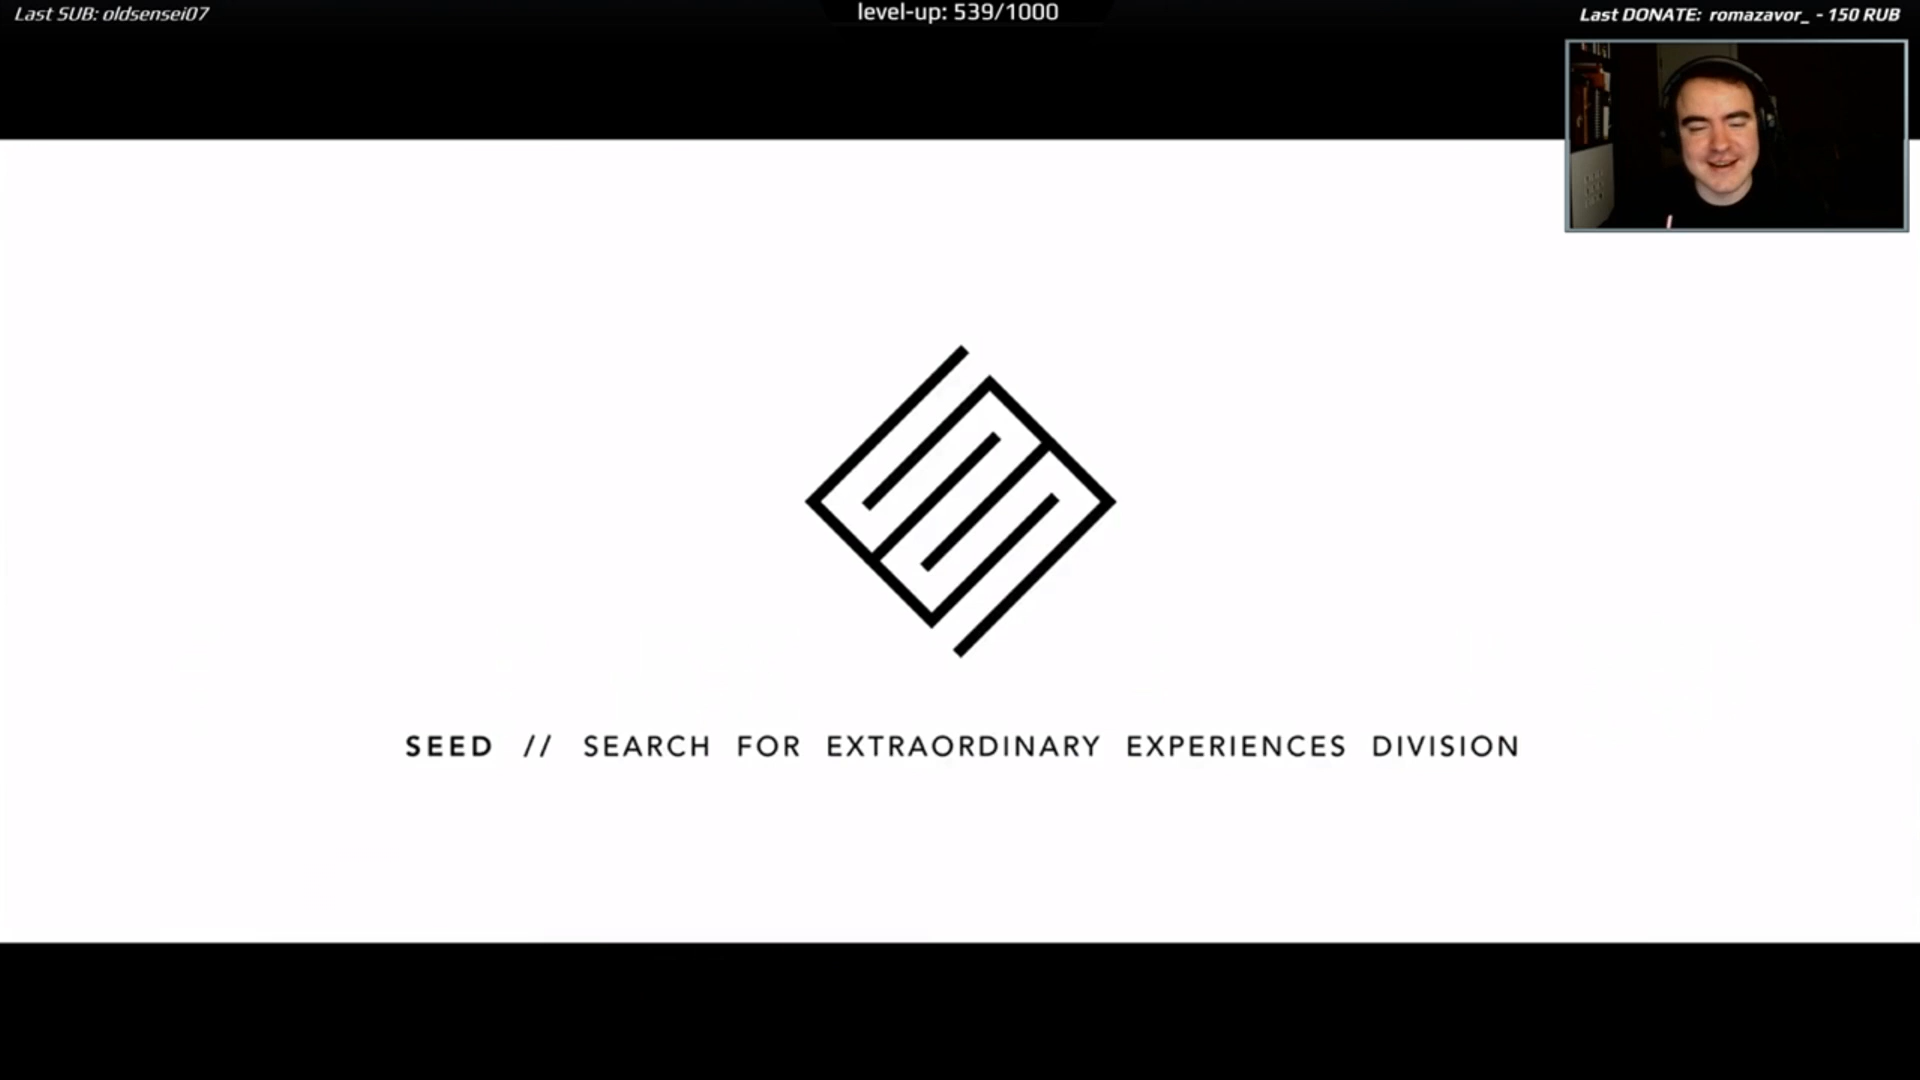 Last SUB: oldsensei07
level-up: 539/1000
Last DONATE: romazavor_ - 150 RUB
SEED // SEARCH FOR EXTRAORDINARY EXPERIENCES DIVISION